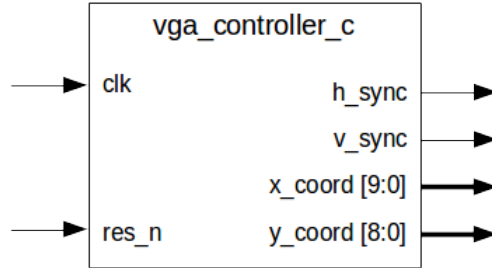 vga_controller_c
clk
h_sync
v_sync
x_coord [9:0]
res_n
y_coord [8:0]